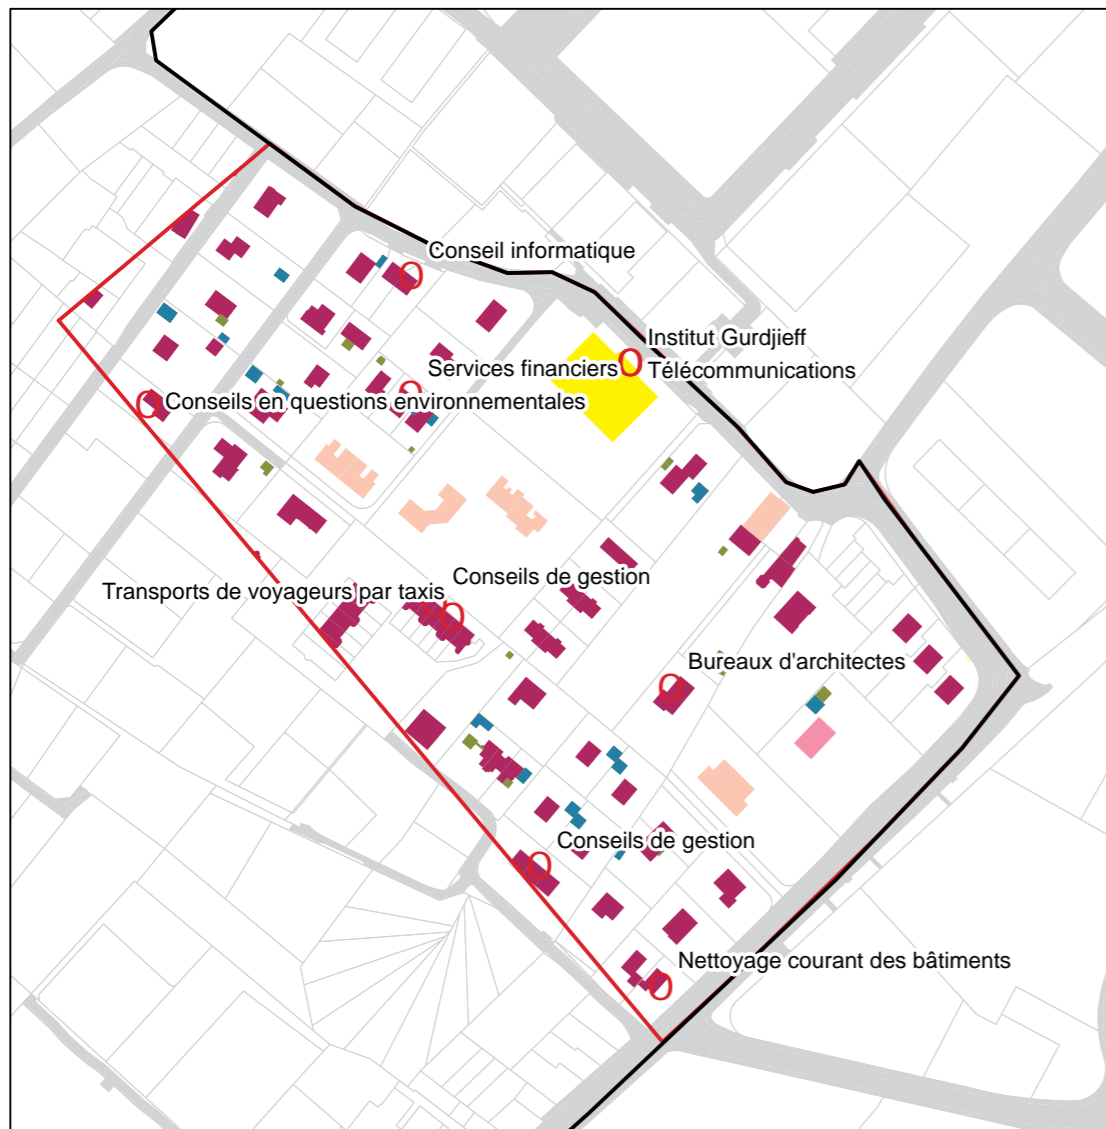 Conseil informatique
Institut Gurdjieff
Services financiers
Télécommunications
Conseils en questions environnementales
Conseils de gestion
Transports de voyageurs par taxis
Bureaux d'architectes
Conseils de gestion
Nettoyage courant des bâtiments